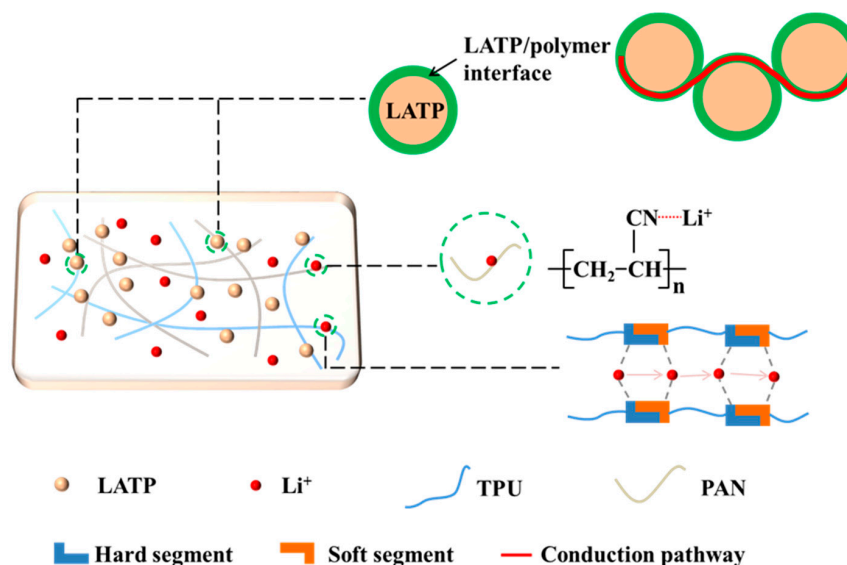 LATP/polymer
interface
LATP
CN Li⁺
CH₂ CH
n
LATP
Li⁺
TPU
PAN
Hard segment
Soft segment
Conduction pathway